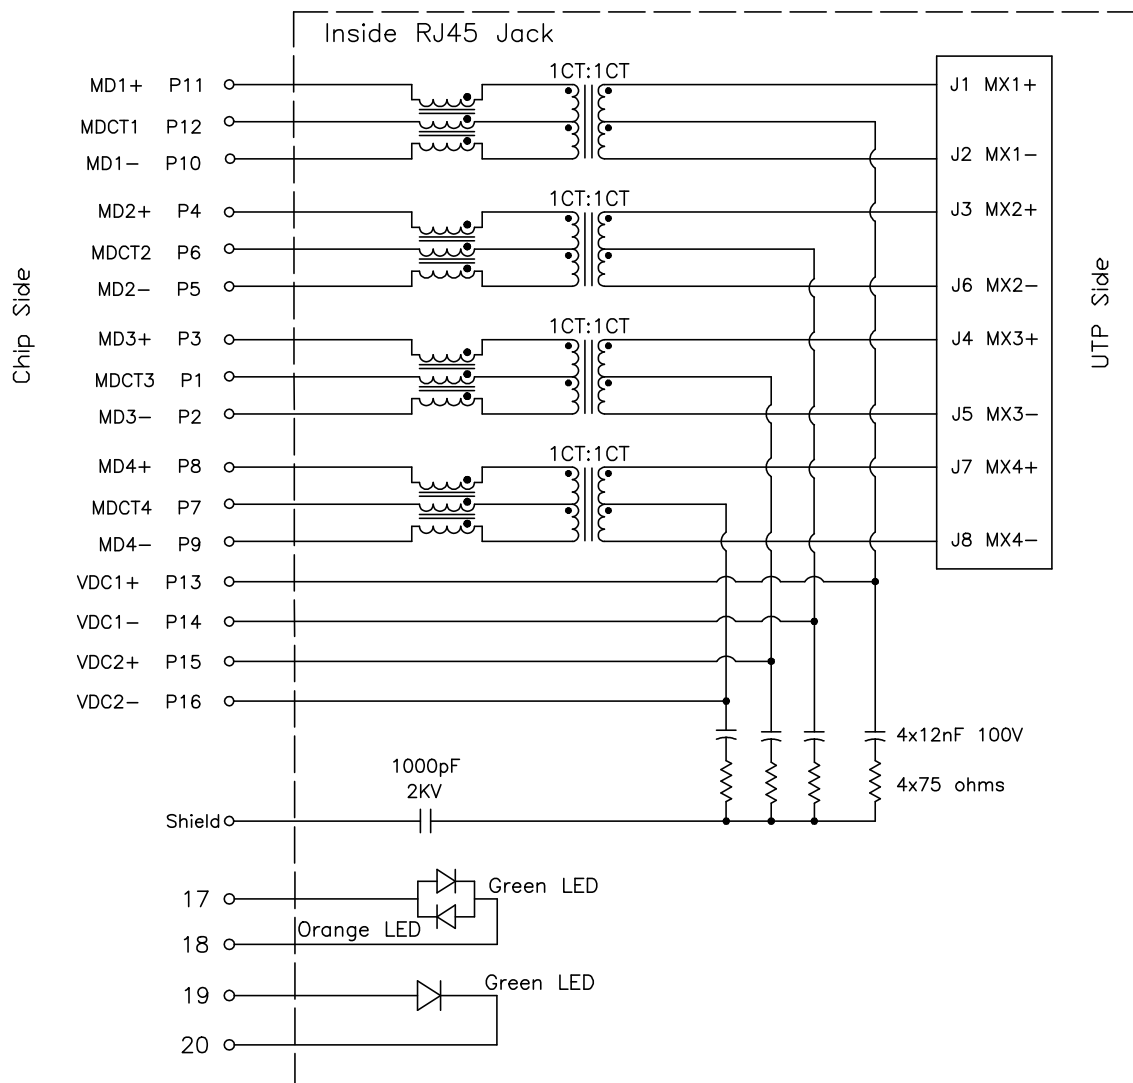 Inside RJ45 Jack
1CT:1CT
MD1+ P11
J1 MX1+
MDCT1 P12
MD1- P10
J2 MX1-
1CT:1CT
MD2+ P4
J3 MX2+
MDCT2 P6
MD2- P5
J6 MX2-
Chip Side
UTP Side
1CT:1CT
MD3+ P3
J4 MX3+
MDCT3 P1
MD3- P2
J5 MX3-
1CT:1CT
MD4+ P8
J7 MX4+
MDCT4 P7
MD4- P9
J8 MX4-
VDC1+ P13
VDC1- P14
VDC2+ P15
VDC2- P16
4x12nF 100V
1000pF
2KV
4x75 ohms
Shield
17
Green LED
Orange LED
18
19
Green LED
20